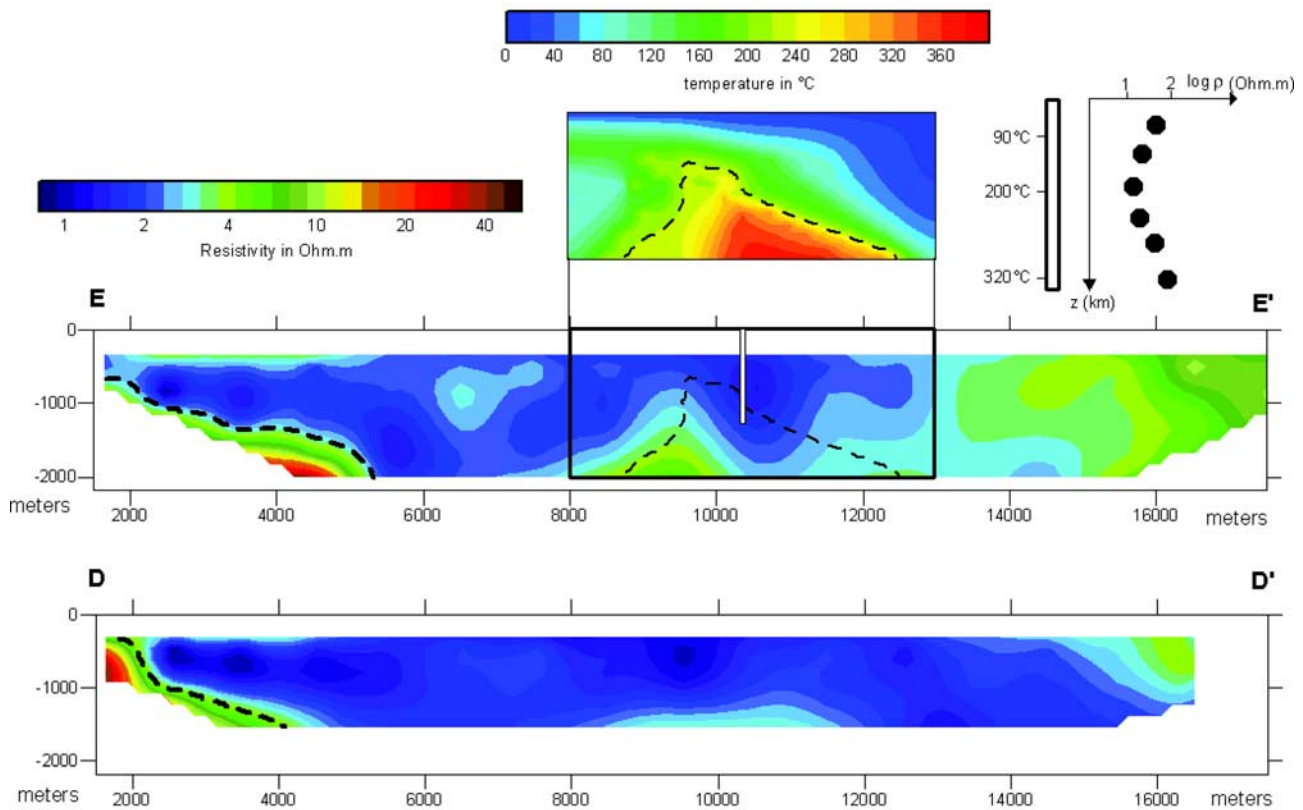 0 40 80 120 160 200 240 280 320 360
temperature in °C
1 2 log ρ (Ohm.m)
90°C
200°C
320°C
z (km)
1 2 4 10 20 40
Resistivity in Ohm.m
E E'
0
-1000
-2000
meters 2000 4000 6000 8000 10000 12000 14000 16000 meters
D D'
0
-1000
-2000
meters 2000 4000 6000 8000 10000 12000 14000 16000 meters